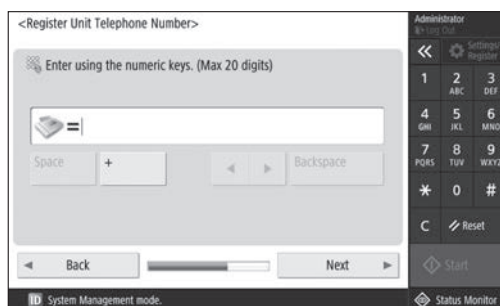 <Register Unit Telephone Number>
Enter using the numeric keys. (Max 20 digits)
=
Space + Backspace
Back Next
ID System Management mode.
Administrator
Log Out
Settings/
Register
1 2 3
ABC DEF
4 5 6
GHI JKL MNO
7 8 9
PQRS TUV WXYZ
* 0 #
C Reset
Start
Status Monitor